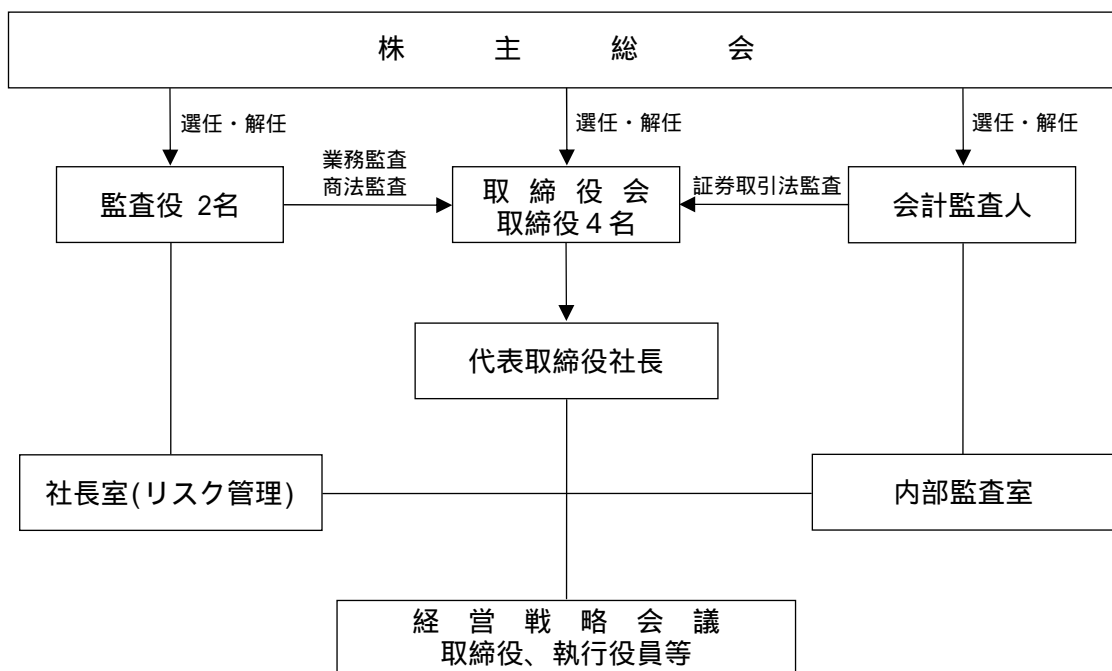 株主総会
選任・解任
選任・解任
選任・解任
業務監査
商法監査
監査役 2名
取締役会
取締役4名
証券取引法監査
会計監査人
代表取締役社長
社長室(リスク管理)
内部監査室
経営戦略会議
取締役、執行役員等